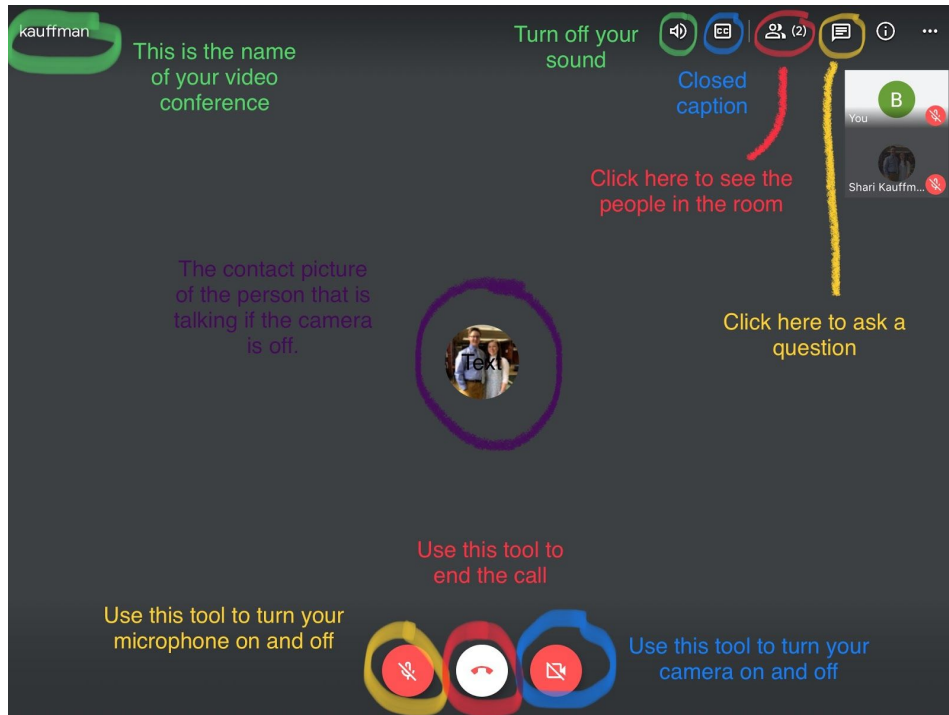 kauffman
This is the name
of your video
conference
Turn off your
sound
CC
(2)
Closed
caption
B
You
Shari Kauffm...
Click here to see the
people in the room
The contact picture
of the person that is
talking if the camera
is off.
Text
Click here to ask a
question
Use this tool to
end the call
Use this tool to turn your
microphone on and off
Use this tool to turn your
camera on and off